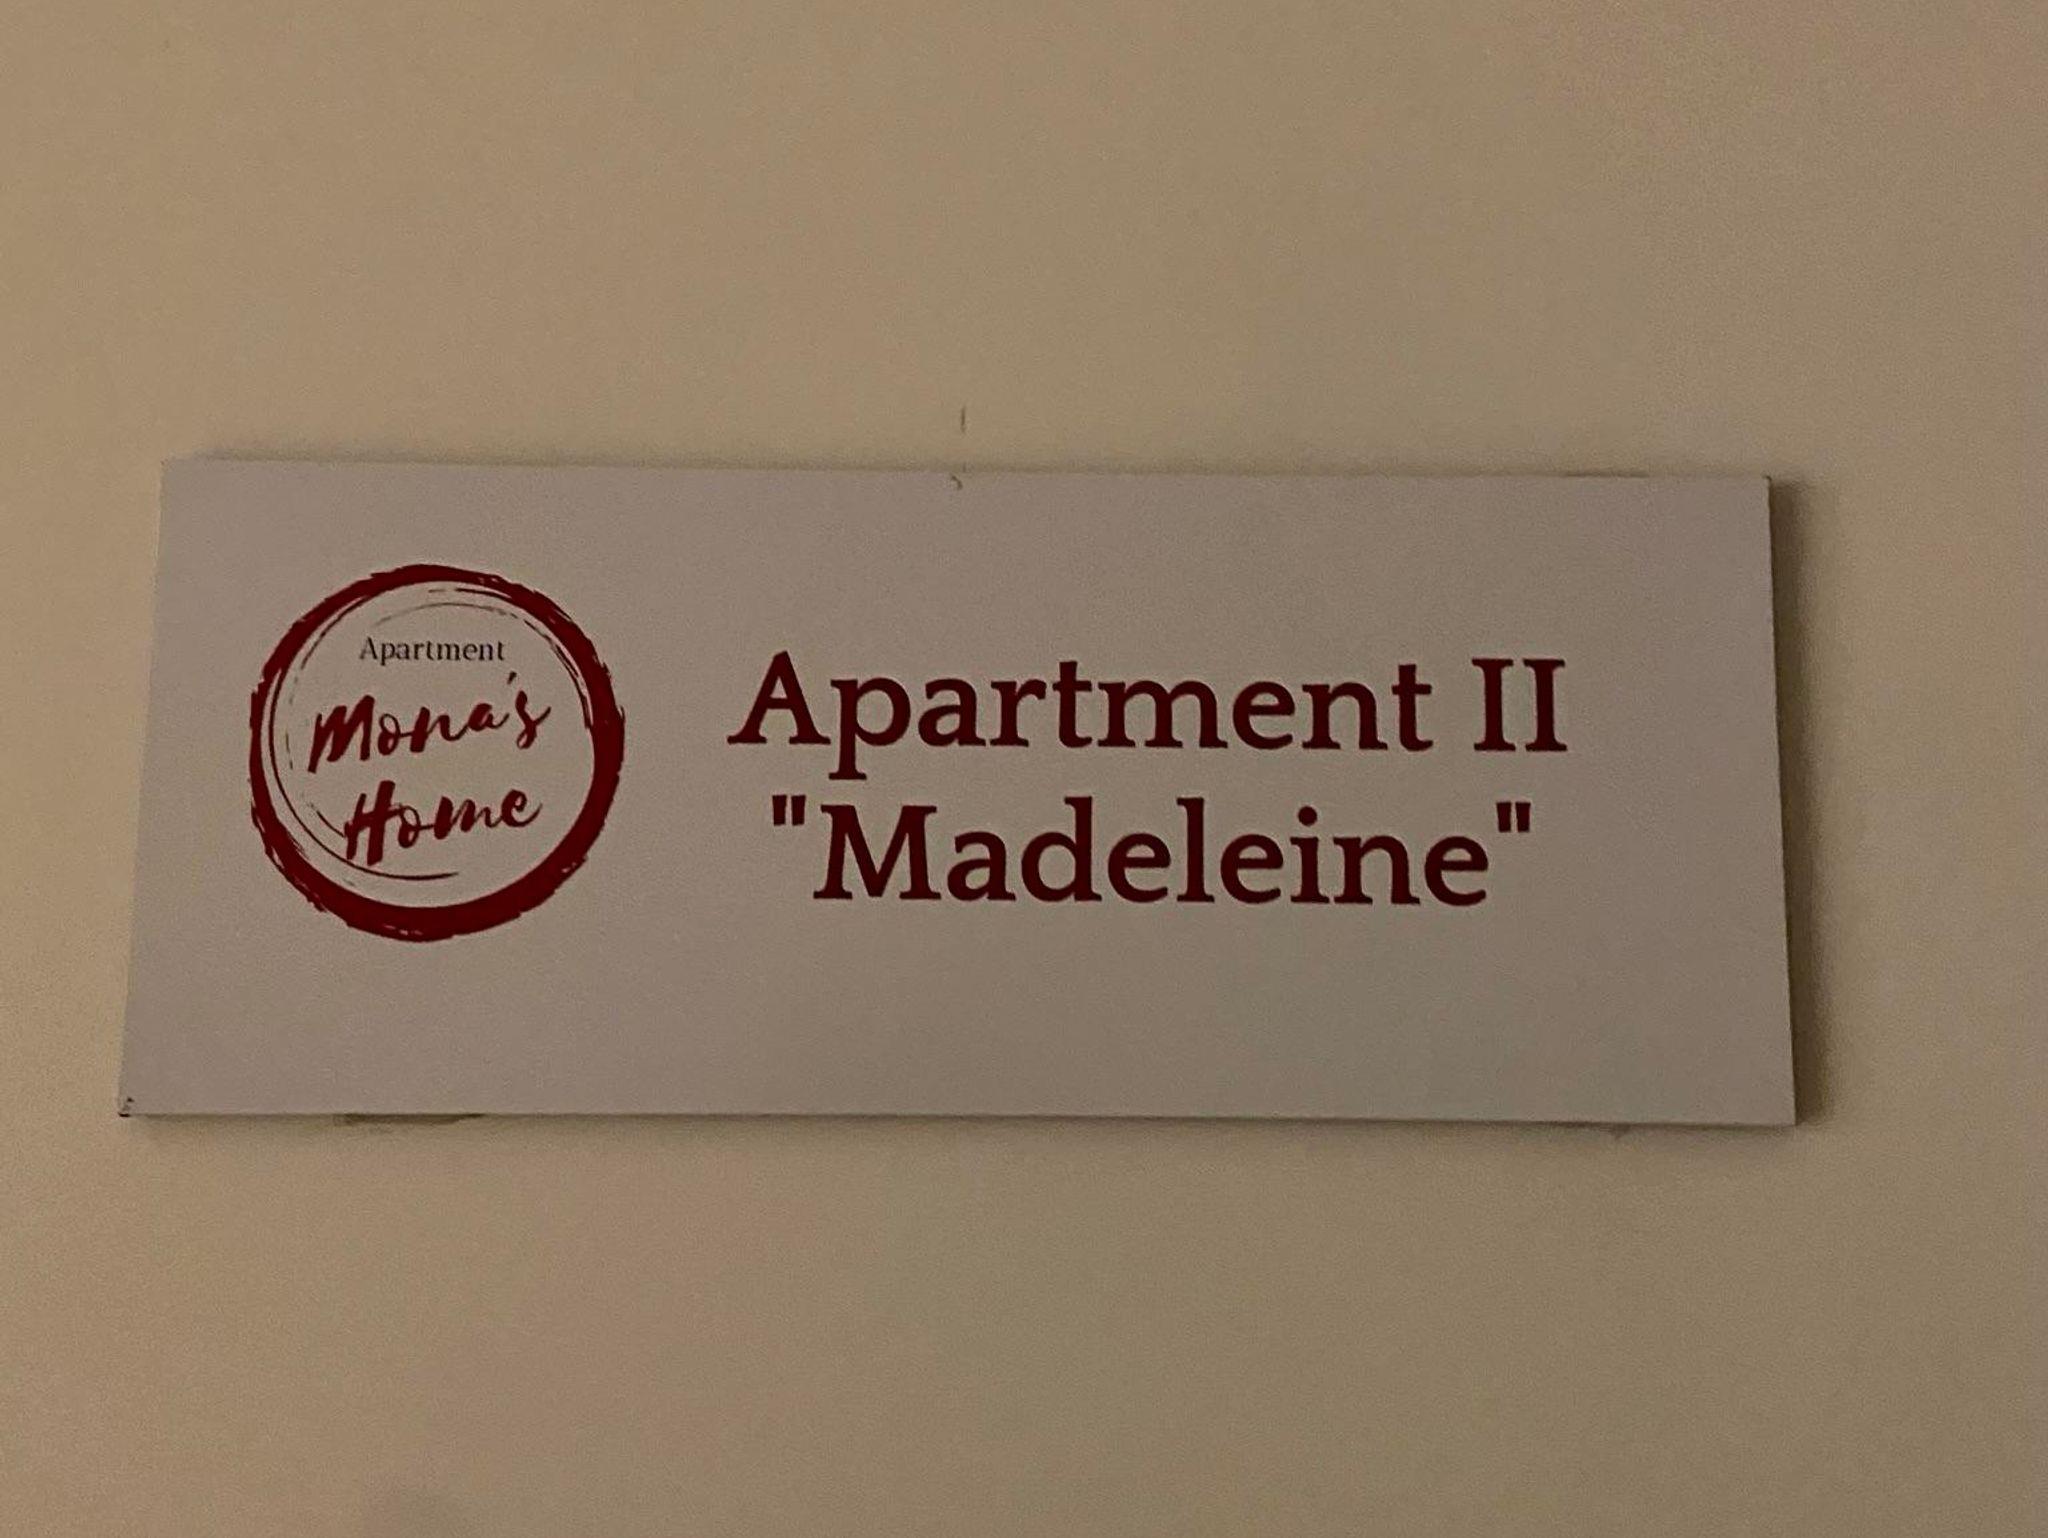 Apartment
Mona's
Home
Apartment II
"Madeleine"